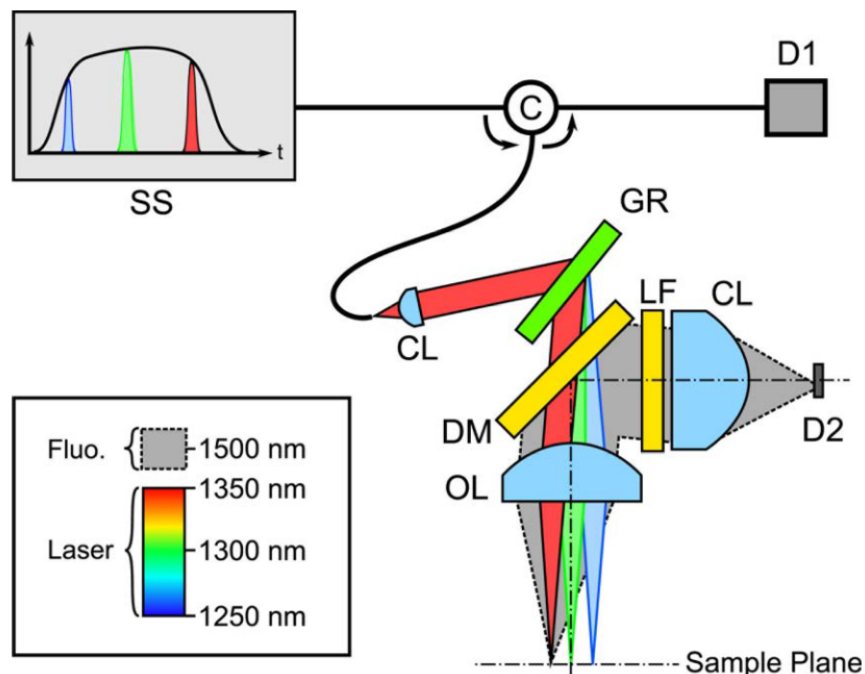 t
SS
C
D1
GR
LF
CL
CL
DM
D2
OL
Fluo.
1500 nm
1350 nm
Laser
1300 nm
1250 nm
Sample Plane